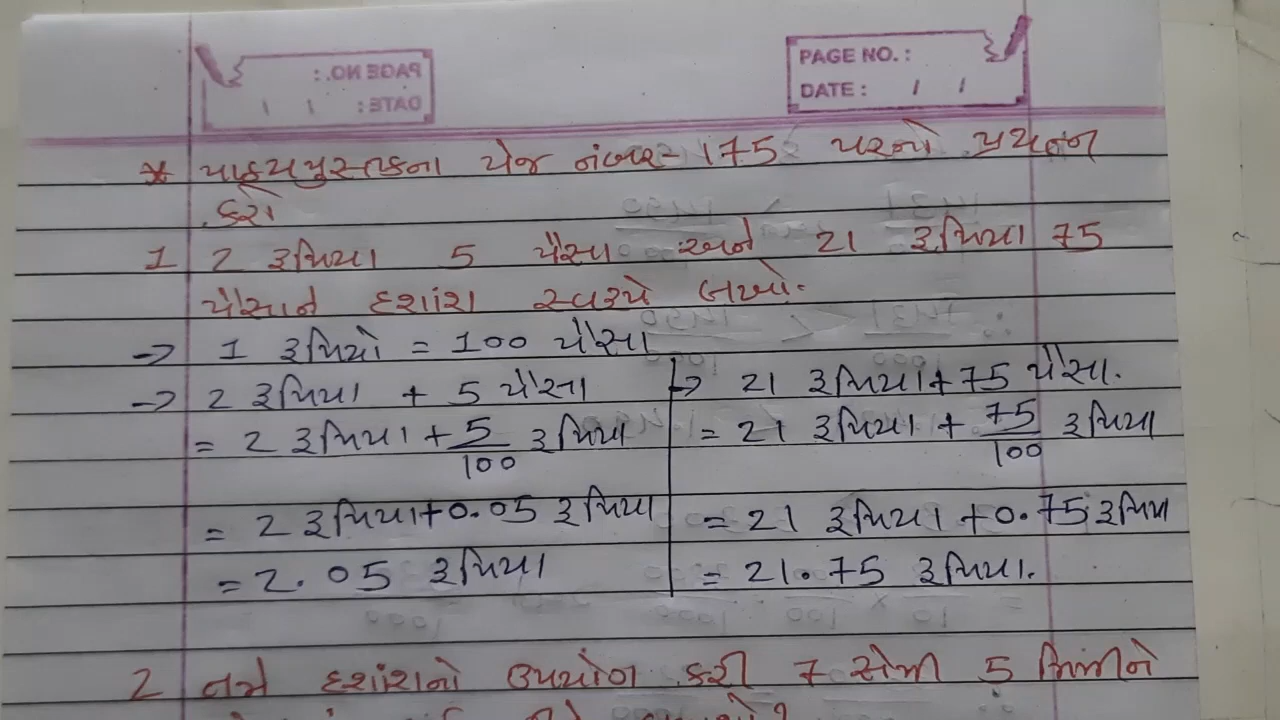 PAGE NO. :
DATE : / /
* પાઠ્યપુસ્તકના પેજ નંબર- 175 પરનો પ્રયત્ન
કરો
1 2 રૂપિયા 5 પૈસા અને 21 રૂપિયા 75
પૈસાને દશાંશ સ્વરૂપે લખો.
→ 1 રૂપિયો = 100 પૈસા
→ 2 રૂપિયા + 5 પૈસા
= 2 રૂપિયા + 5/100 રૂપિયા
= 2 રૂપિયા + 0.05 રૂપિયા
= 2.05 રૂપિયા
→ 21 રૂપિયા + 75 પૈસા.
= 21 રૂપિયા + 75/100 રૂપિયા
= 21 રૂપિયા + 0.75 રૂપિયા
= 21.75 રૂપિયા.
2 તમે દશાંશનો ઉપયોગ કરી 7 સેમી 5 મિમીને